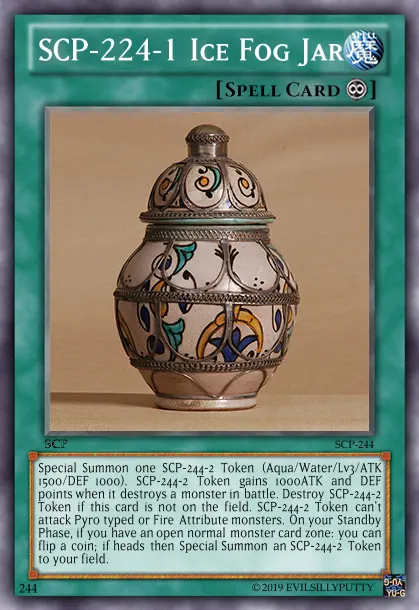 SCP-224-1 Ice Fog Jar 魔
[Spell Card ♾]
SCP
SCP-244
Special Summon one SCP-244-2 Token (Aqua/Water/Lv3/ATK
1500/DEF 1000). SCP-244-2 Token gains 1000ATK and DEF
points when it destroys a monster in battle. Destroy SCP-244-2
Token if this card is not on the field. SCP-244-2 Token can't
attack Pyro typed or Fire Attribute monsters. On your Standby
Phase, if you have an open normal monster card zone: you can
flip a coin; if heads then Special Summon an SCP-244-2 Token
to your field.
244
©2019 EVILSILLYPUTTY
YU-G